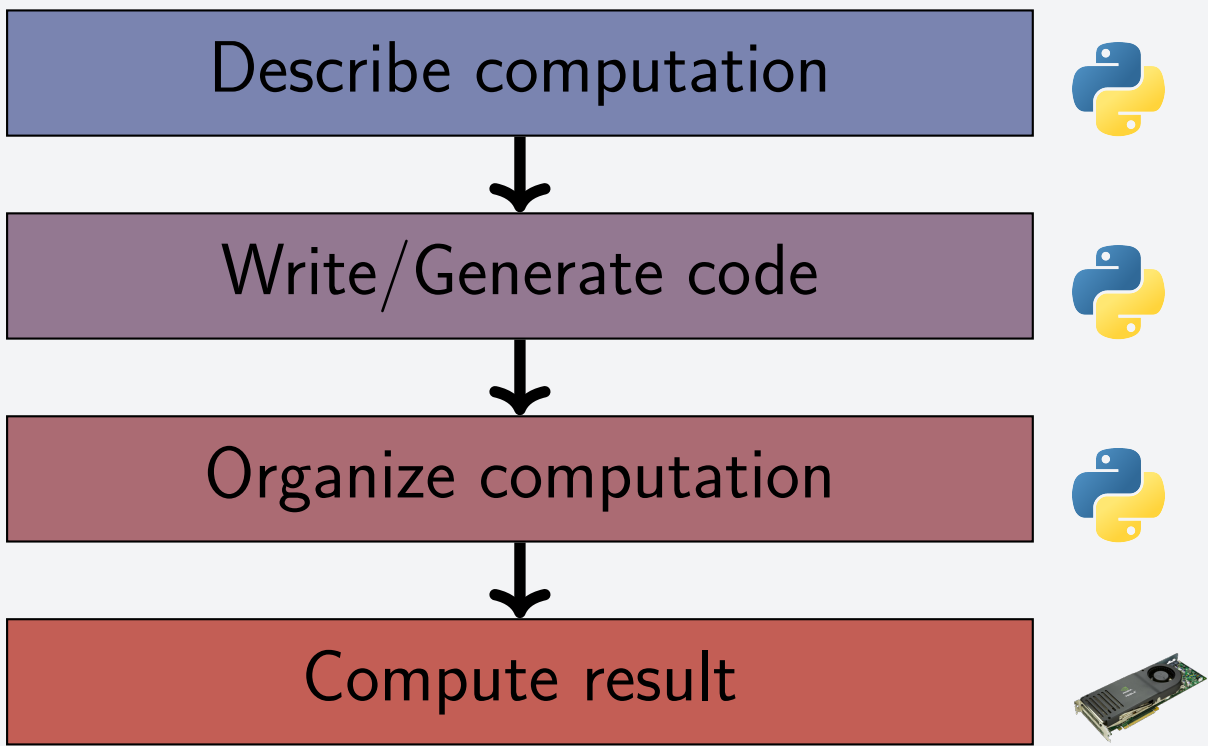 Describe computation
Write/Generate code
Organize computation
Compute result